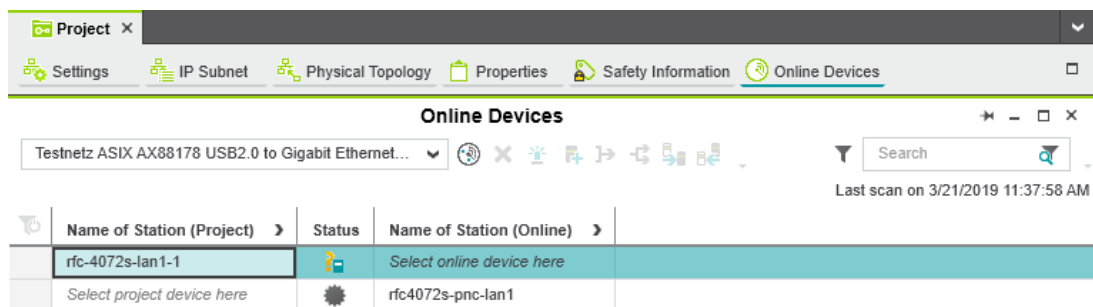 Project
Settings IP Subnet Physical Topology Properties Safety Information Online Devices
Online Devices
Testnetz ASIX AX88178 USB2.0 to Gigabit Ethernet... Search
Last scan on 3/21/2019 11:37:58 AM
Name of Station (Project) Status Name of Station (Online)
rfc-4072s-lan1-1 Select online device here
Select project device here rfc4072s-pnc-lan1